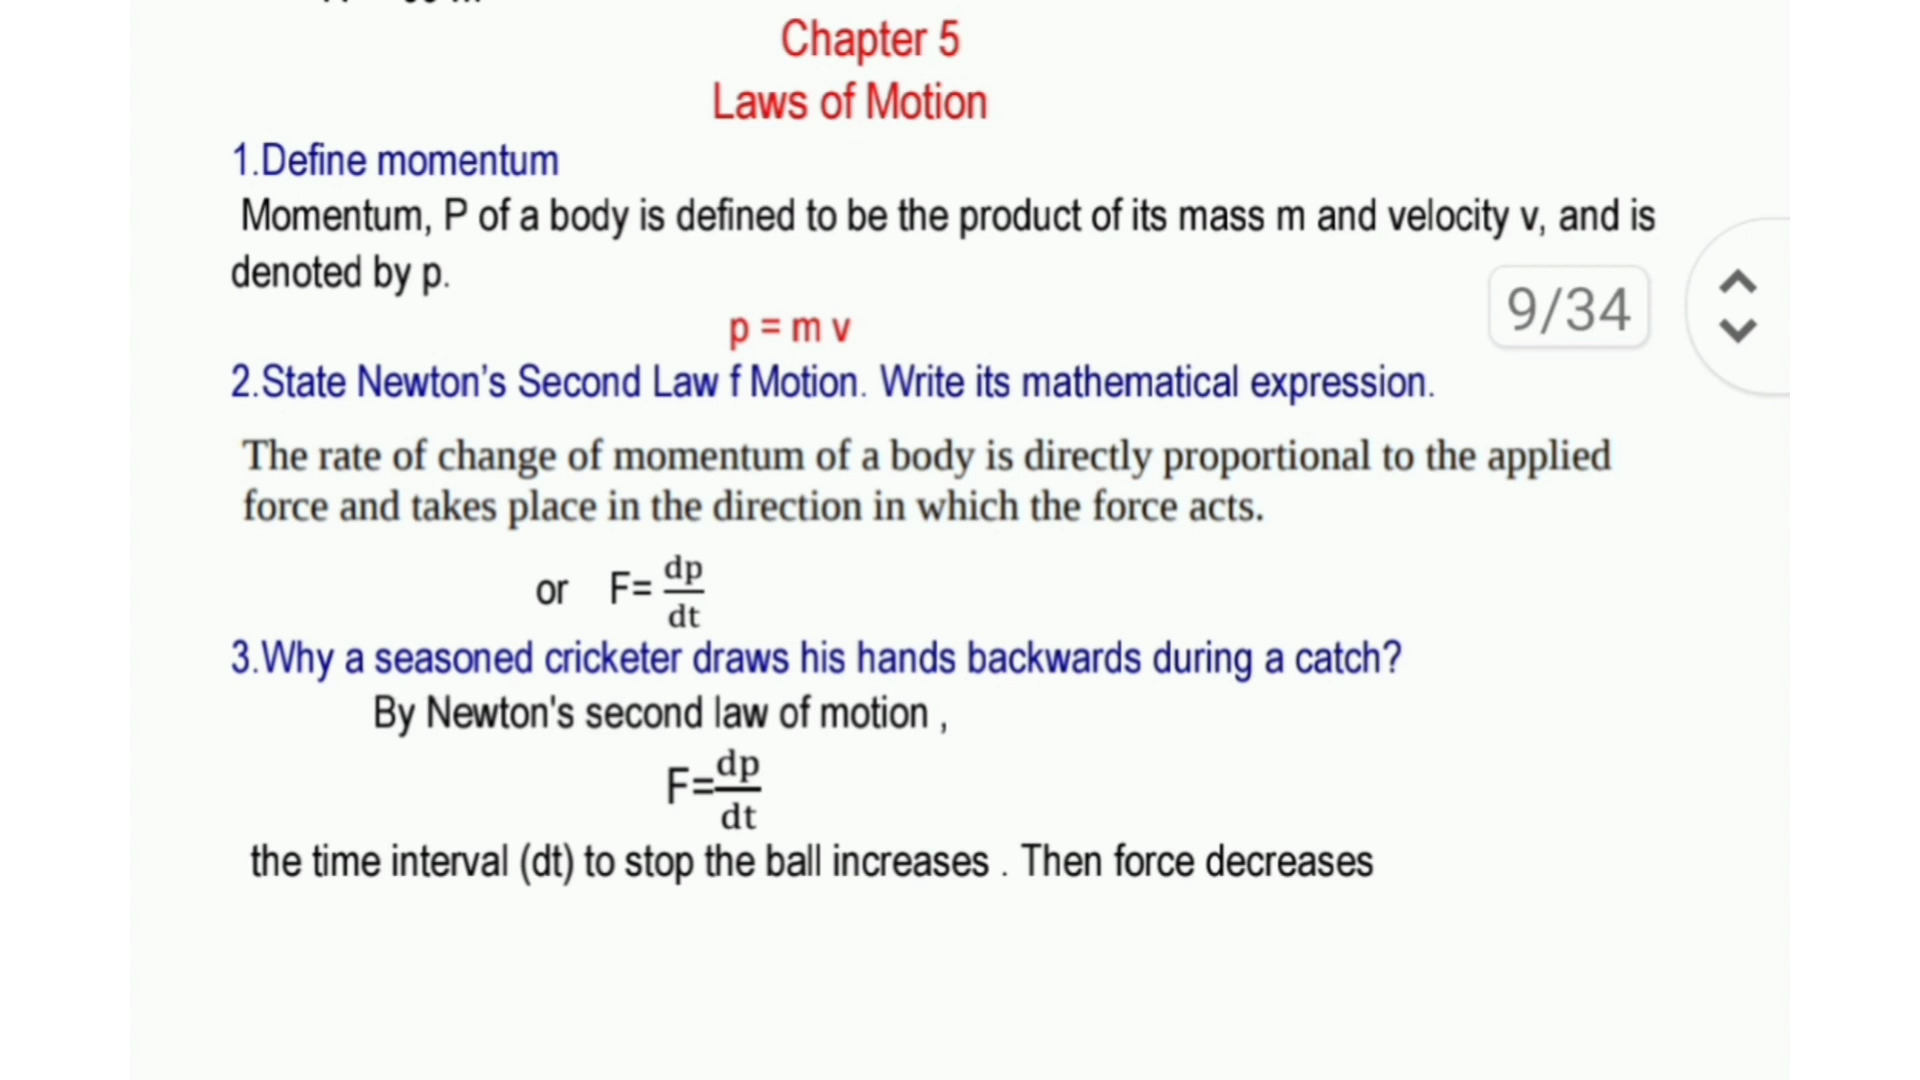 Chapter 5
Laws of Motion
1.Define momentum
Momentum, P of a body is defined to be the product of its mass m and velocity v, and is
denoted by p.
9/34
p = m v
2.State Newton's Second Law f Motion. Write its mathematical expression.
The rate of change of momentum of a body is directly proportional to the applied
force and takes place in the direction in which the force acts.
or F= dp/dt
3.Why a seasoned cricketer draws his hands backwards during a catch?
By Newton's second law of motion ,
F=dp/dt
the time interval (dt) to stop the ball increases . Then force decreases